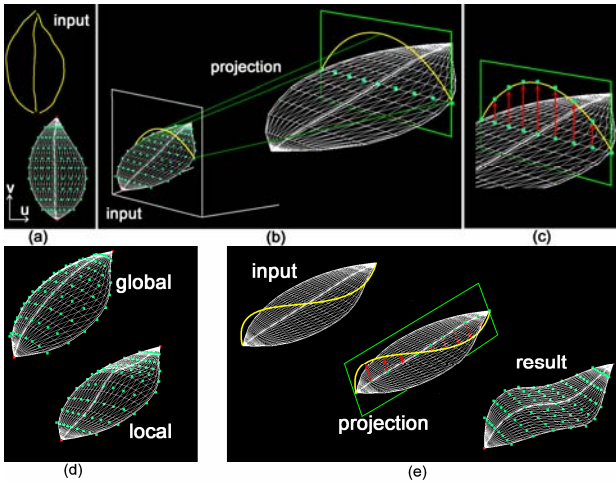 input
v
u
(a)
projection
input
(b)
(c)
global
local
(d)
input
projection
result
(e)